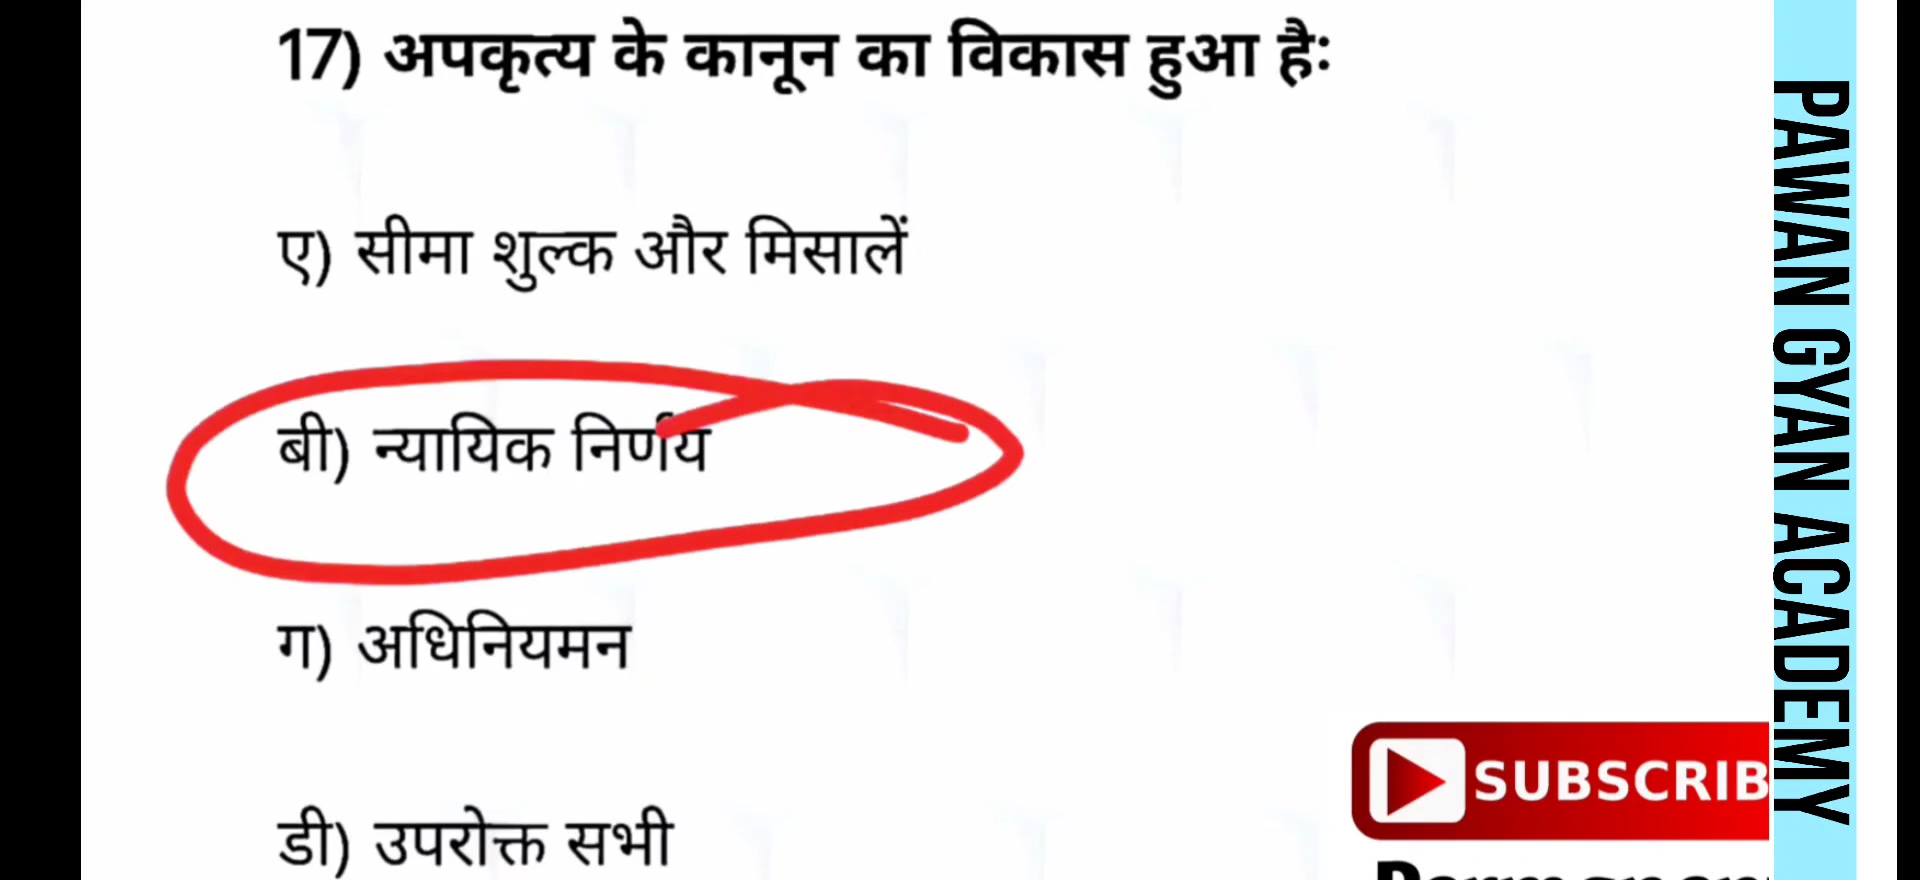 17) अपकृत्य के कानून का विकास हुआ है:
ए) सीमा शुल्क और मिसालें
बी) न्यायिक निर्णय
ग) अधिनियमन
डी) उपरोक्त सभी
SUBSCRIB
PAWAN GYAN ACADEMY